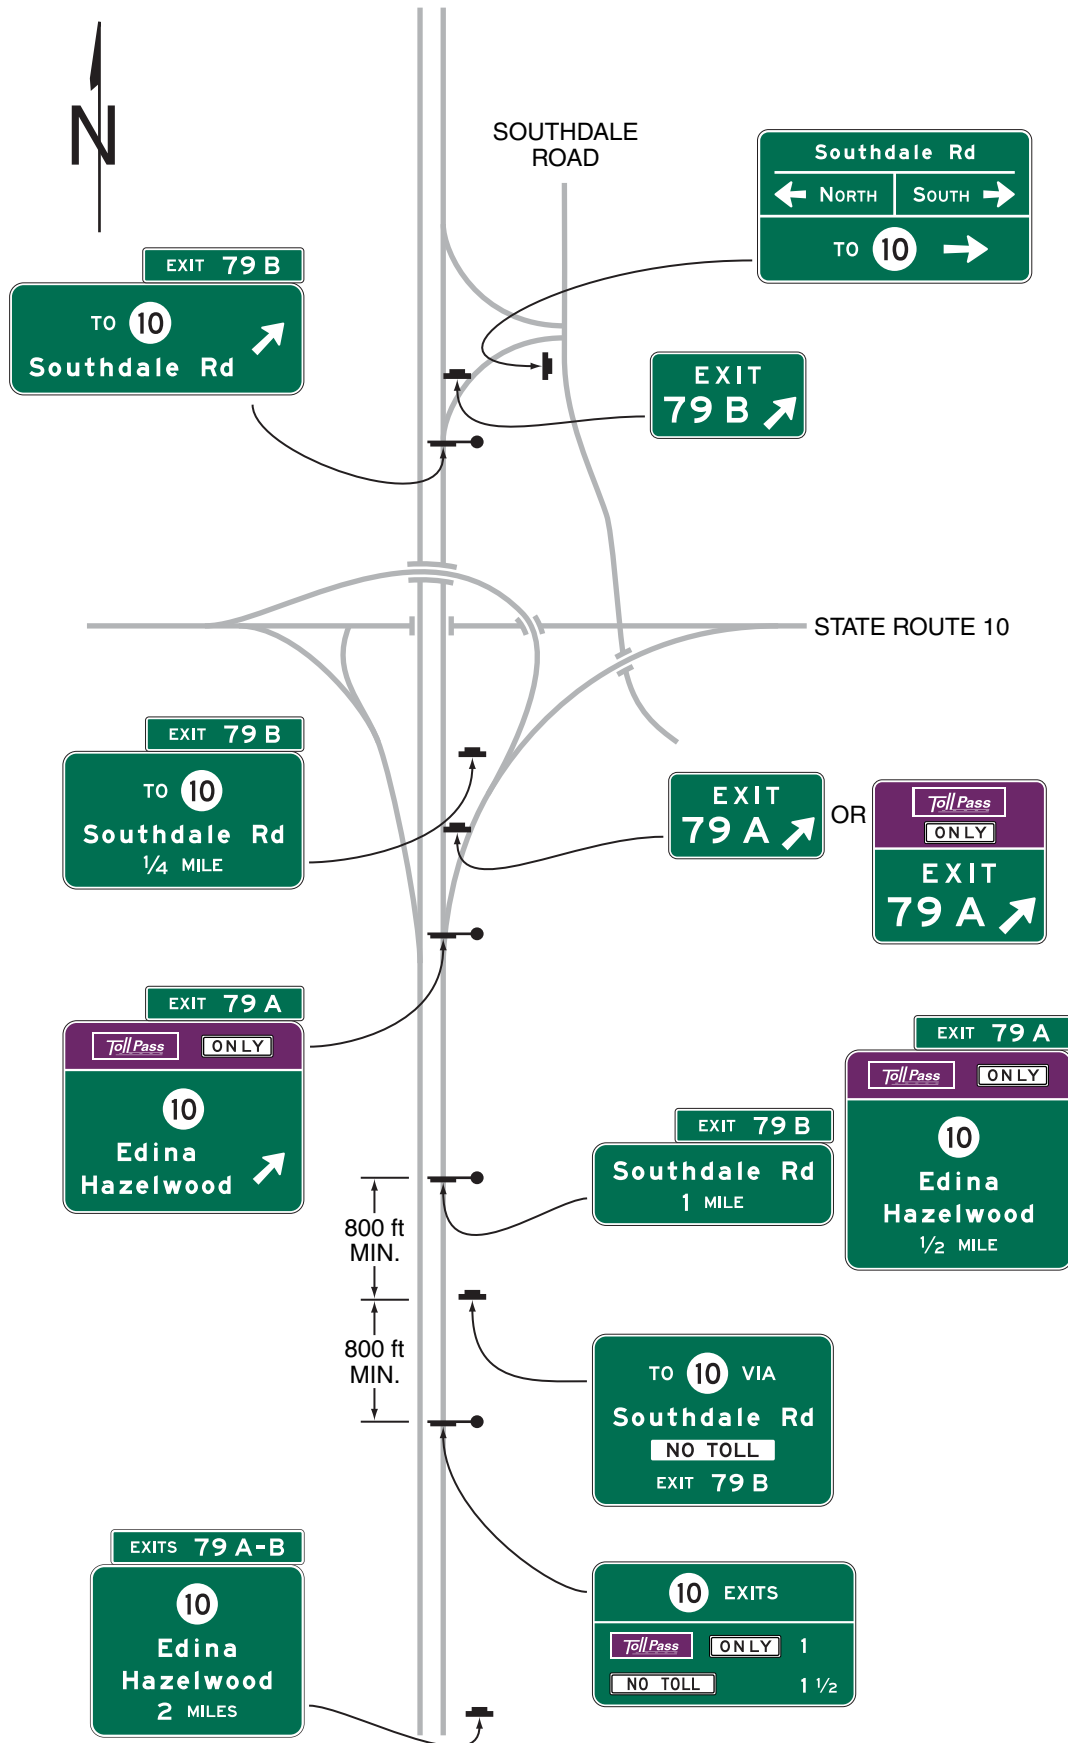 N
SOUTHDALE
ROAD
Southdale Rd
NORTH SOUTH
TO 10
EXIT 79 B
TO 10
Southdale Rd
EXIT
79 B
STATE ROUTE 10
EXIT 79 B
TO 10
Southdale Rd
1/4 MILE
EXIT
79 A
OR
Toll Pass
ONLY
EXIT
79 A
EXIT 79 A
Toll Pass ONLY
10
Edina
Hazelwood
EXIT 79 B
Southdale Rd
1 MILE
EXIT 79 A
Toll Pass ONLY
10
Edina
Hazelwood
1/2 MILE
800 ft
MIN.
800 ft
MIN.
TO 10 VIA
Southdale Rd
NO TOLL
EXIT 79 B
EXITS 79 A-B
10
Edina
Hazelwood
2 MILES
10 EXITS
Toll Pass ONLY 1
NO TOLL 1 1/2